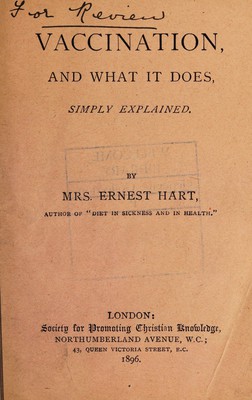 For Review
VACCINATION,
AND WHAT IT DOES,
SIMPLY EXPLAINED.
BY
MRS. ERNEST HART,
AUTHOR OF "DIET IN SICKNESS AND IN HEALTH."
LONDON:
Society for Promoting Christian Knowledge,
NORTHUMBERLAND AVENUE, W.C.;
43, QUEEN VICTORIA STREET, E.C.
1896.